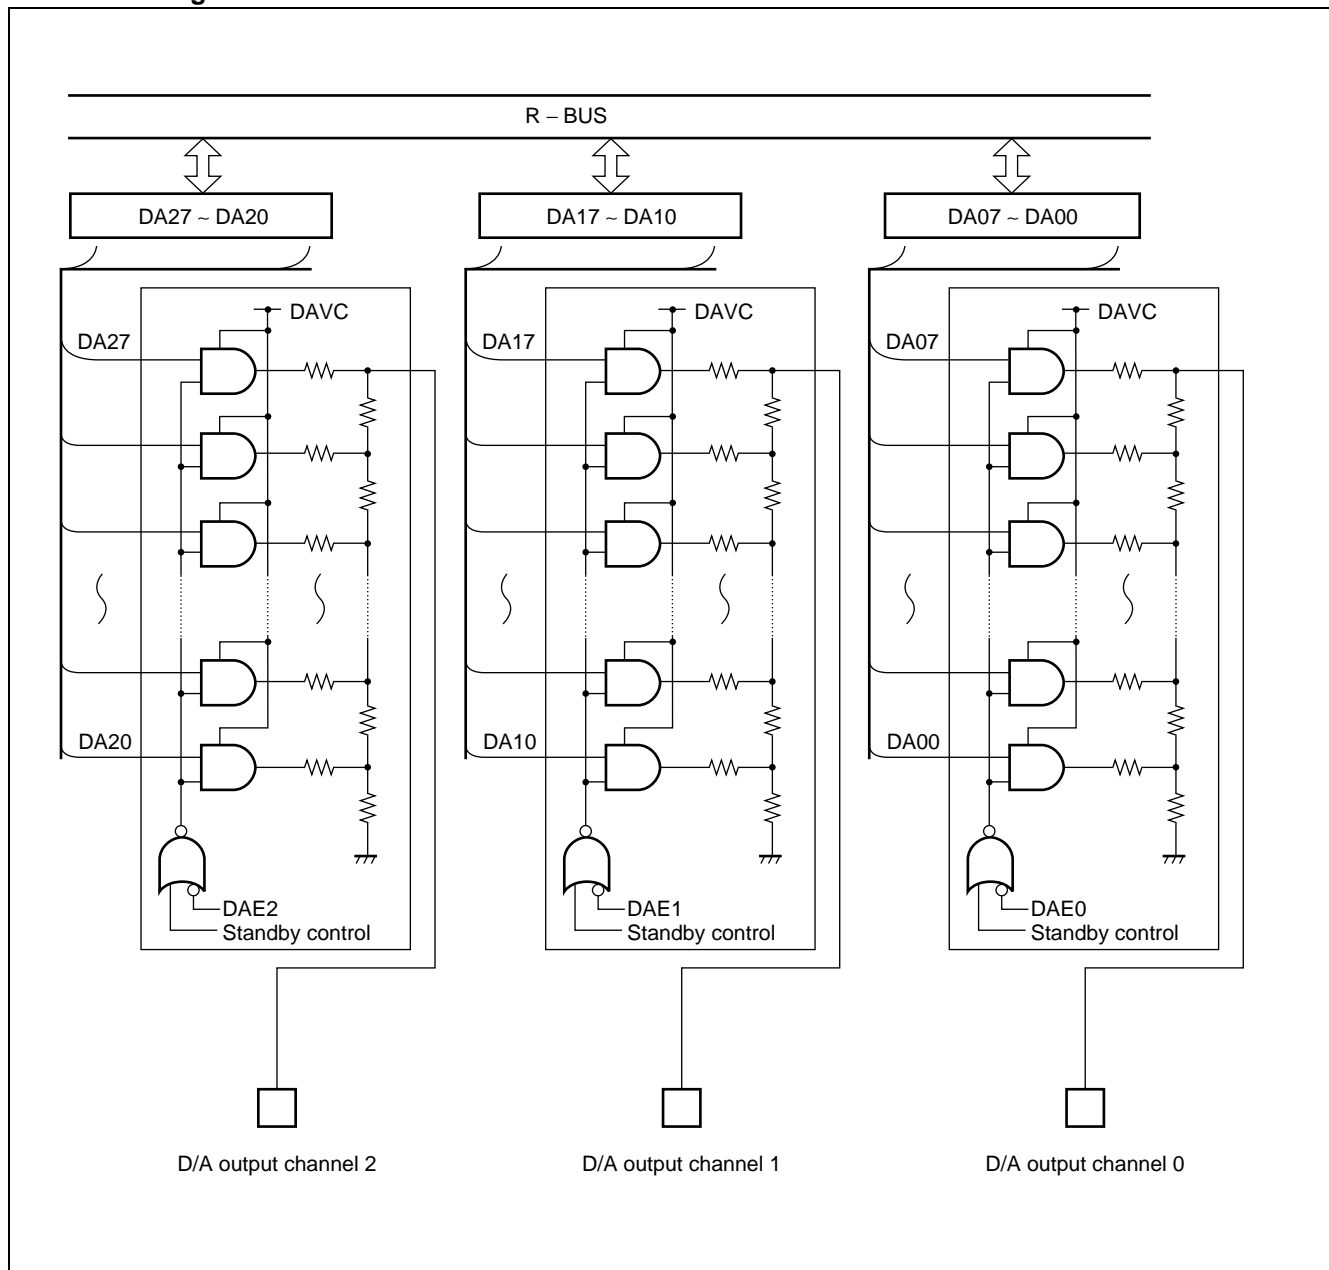 R – BUS
DA27 ~ DA20
DA17 ~ DA10
DA07 ~ DA00
DAVC
DAVC
DAVC
DA27
DA17
DA07
DA20
DA10
DA00
DAE2
Standby control
DAE1
Standby control
DAE0
Standby control
D/A output channel 2
D/A output channel 1
D/A output channel 0